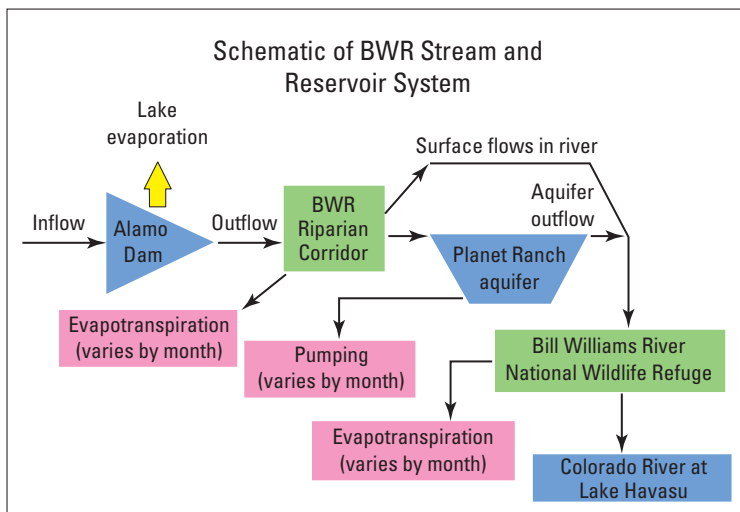 Schematic of BWR Stream and
Reservoir System
Lake
evaporation
Surface flows in river
Inflow
Alamo
Dam
Outflow
BWR
Riparian
Corridor
Aquifer
outflow
Planet Ranch
aquifer
Evapotranspiration
(varies by month)
Pumping
(varies by month)
Bill Williams River
National Wildlife Refuge
Evapotranspiration
(varies by month)
Colorado River at
Lake Havasu